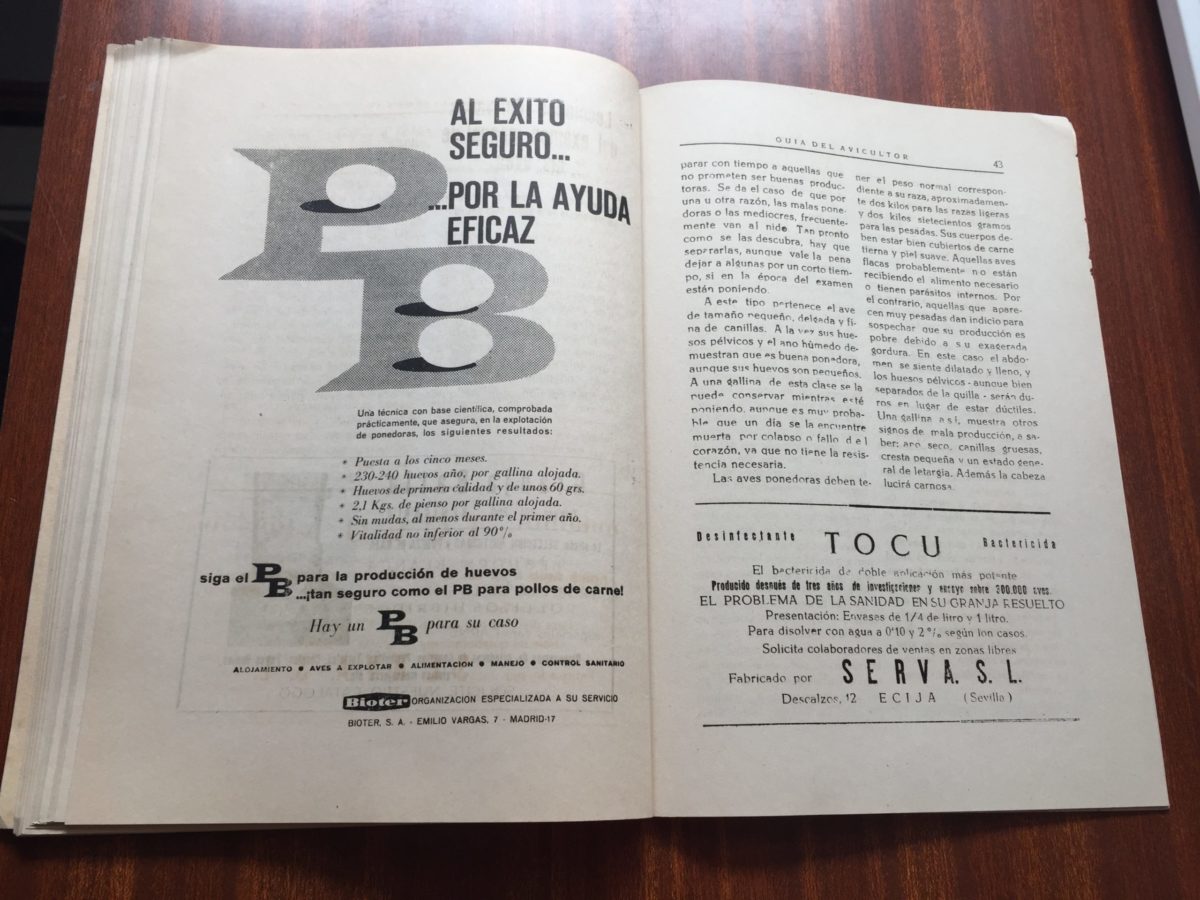 AL EXITO
SEGURO...
...POR LA AYUDA
EFICAZ
PB
Una técnica con base científica, comprobada
prácticamente, que asegura, en la explotación
de ponedoras, los siguientes resultados:
* Puesta a los cinco meses.
* 230-240 huevos año, por gallina alojada.
* Huevos de primera calidad y de unos 60 grs.
* 2,1 Kgs. de pienso por gallina alojada.
* Sin mudas, al menos durante el primer año.
* Vitalidad no inferior al 90%
siga el PB para la producción de huevos
...¡tan seguro como el PB para pollos de carne!
Hay un PB para su caso
ALOJAMIENTO • AVES A EXPLOTAR • ALIMENTACION • MANEJO • CONTROL SANITARIO
Bioter ORGANIZACION ESPECIALIZADA A SU SERVICIO
BIOTER, S. A. - EMILIO VARGAS, 7 - MADRID-17
GUIA DEL AVICULTOR 43
parar con tiempo a aquellas que
no prometen ser buenas produc-
toras. Se da el caso de que por
una u otra razón, las malas pone-
doras o las mediocres, frecuente-
mente van al nido Tan pronto
como se las descubra, hay que
separarlas, aunque vale la pena
dejar a algunas por un corto tiem-
po, si en la época del examen
están poniendo.
A este tipo pertenece el ave
de tamaño pequeño, delgada y fi-
na de canillas. A la vez sus hue-
sos pélvicos y el ano húmedo de-
muestran que es buena ponedora,
aunque sus huevos son pequeños.
A una gallina de esta clase se la
puede conservar mientras esté
poniendo, aunque es muy proba-
ble que un dia se la encuentre
muerta por colapso o fallo del
corazón, ya que no tiene la resis-
tencia necesaria.
Las aves ponedoras deben te-
ner el peso normal correspon-
diente a su raza, aproximadamen-
te dos kilos para las razas ligeras
y dos kilos sietecientos gramos
para las pesadas. Sus cuerpos de-
ben estar bien cubiertos de carne
tierna y piel suave. Aquellas aves
flacas probablemente no están
recibiendo el alimento necesario
o tienen parásitos internos. Por
el contrario, aquellas que apare-
cen muy pesadas dan indicio para
sospechar que su producción es
pobre debido a su exagerada
gordura. En este caso el abdo-
men se siente dilatado y lleno, y
los huesos pélvicos - aunque bien
separados de la quilla - serán du-
ros en lugar de estar dúctiles.
Una gallina así, muestra otros
signos de mala producción, a sa-
ber: ano seco, canillas gruesas,
cresta pequeña y un estado gene-
ral de letargia. Además la cabeza
lucirá carnosa.
Desinfectante TOCU Bactericida
El bactericida de doble aplicación más potente
Producido después de tres años de investigaciones y ensayo sobre 300.000 aves.
EL PROBLEMA DE LA SANIDAD EN SU GRANJA RESUELTO
Presentación: Envases de 1/4 de litro y 1 litro.
Para disolver con agua a 0'10 y 2% según los casos.
Solicita colaboradores de ventas en zonas libres
Fabricado por SERVA. S. L.
Descalzos, 12 ECIJA (Sevilla)